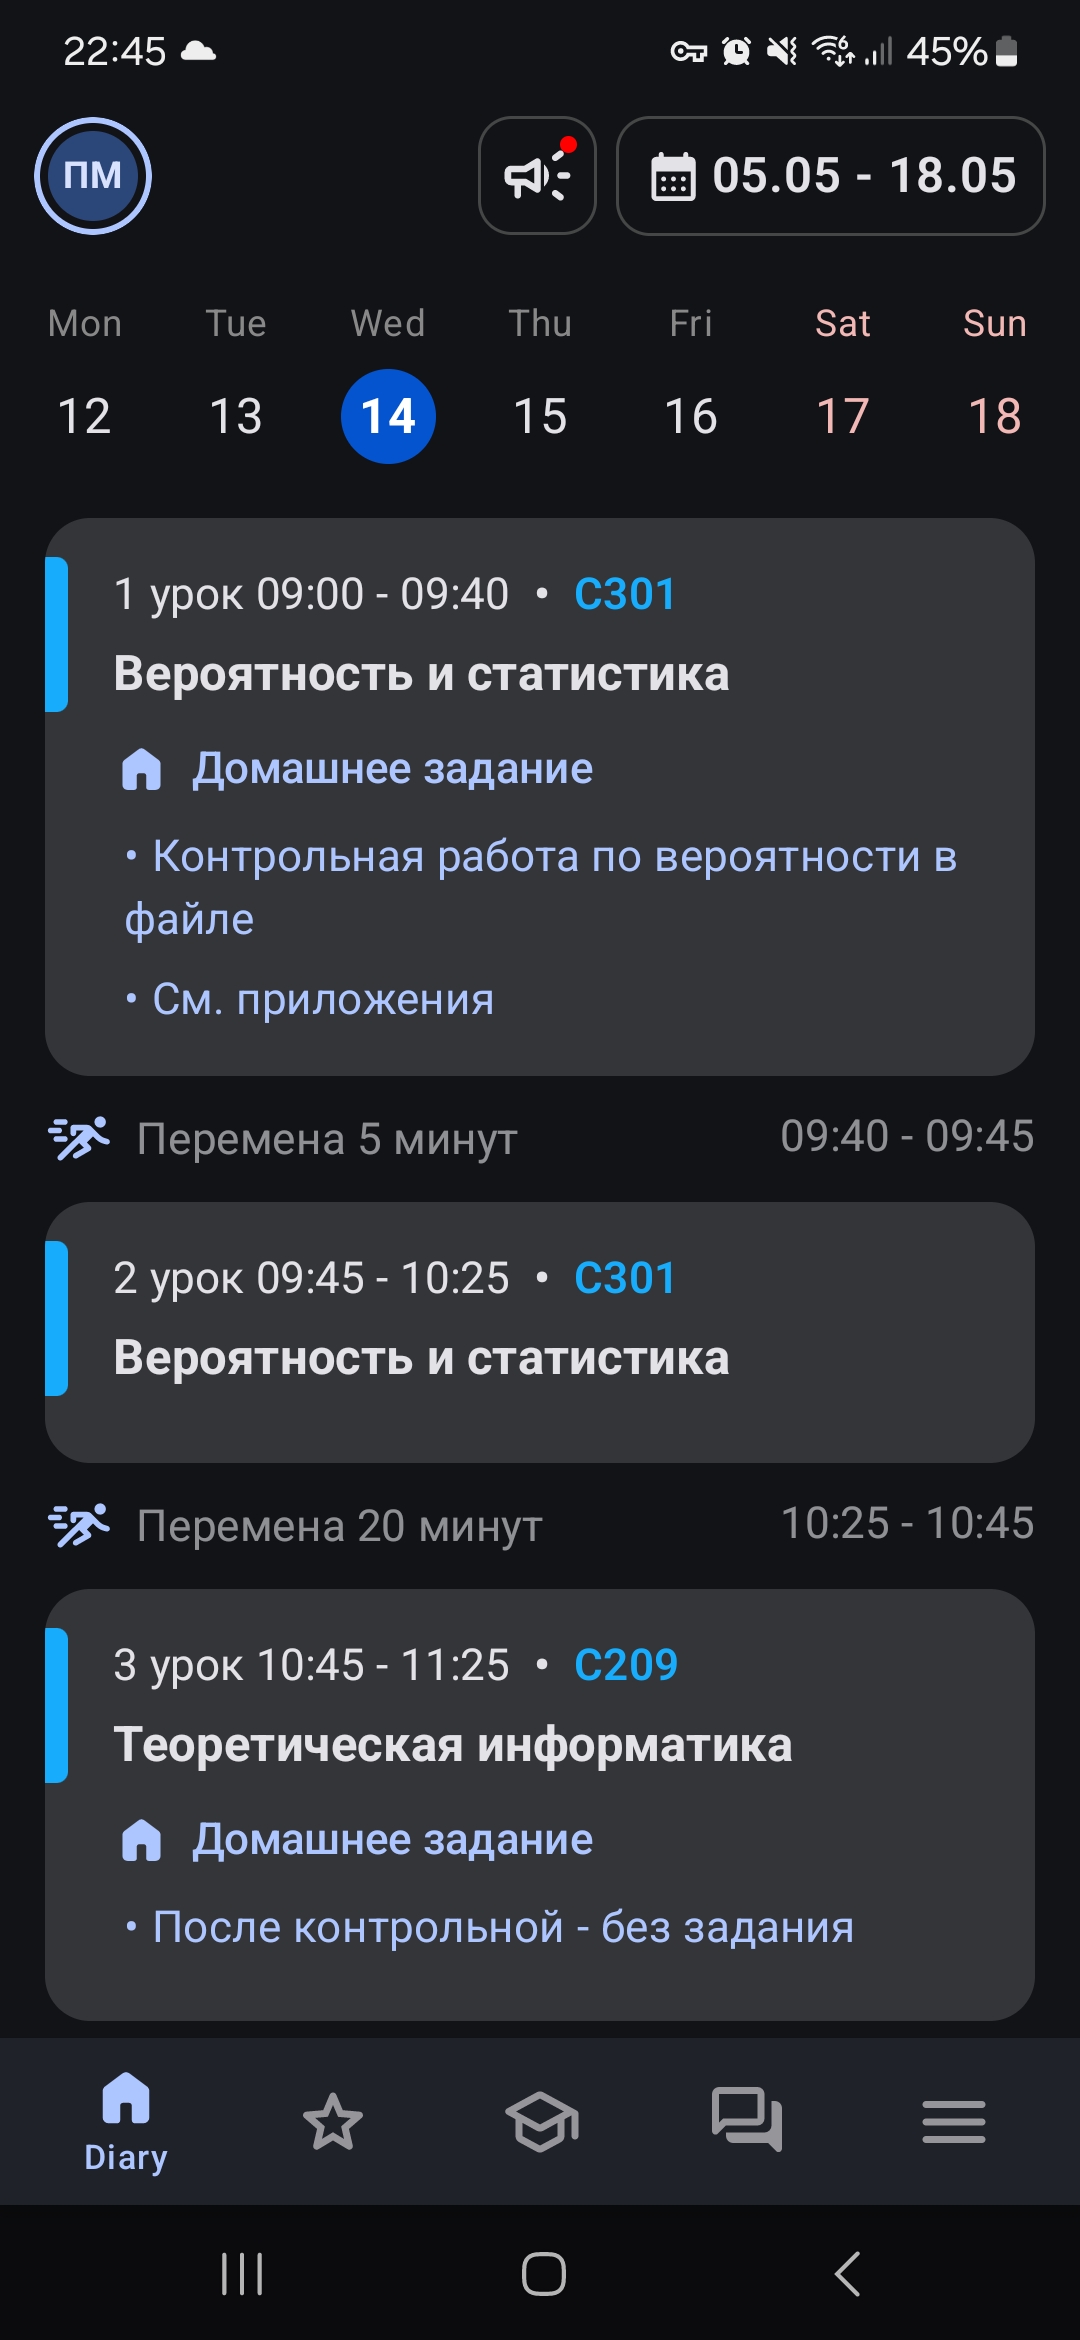 22:45 6 45%
ПМ 05.05 - 18.05
Mon Tue Wed Thu Fri Sat Sun
12 13 14 15 16 17 18
1 урок 09:00 - 09:40 • C301
Вероятность и статистика
Домашнее задание
• Контрольная работа по вероятности в
файле
• См. приложения
Перемена 5 минут 09:40 - 09:45
2 урок 09:45 - 10:25 • C301
Вероятность и статистика
Перемена 20 минут 10:25 - 10:45
3 урок 10:45 - 11:25 • C209
Теоретическая информатика
Домашнее задание
• После контрольной - без задания
Diary